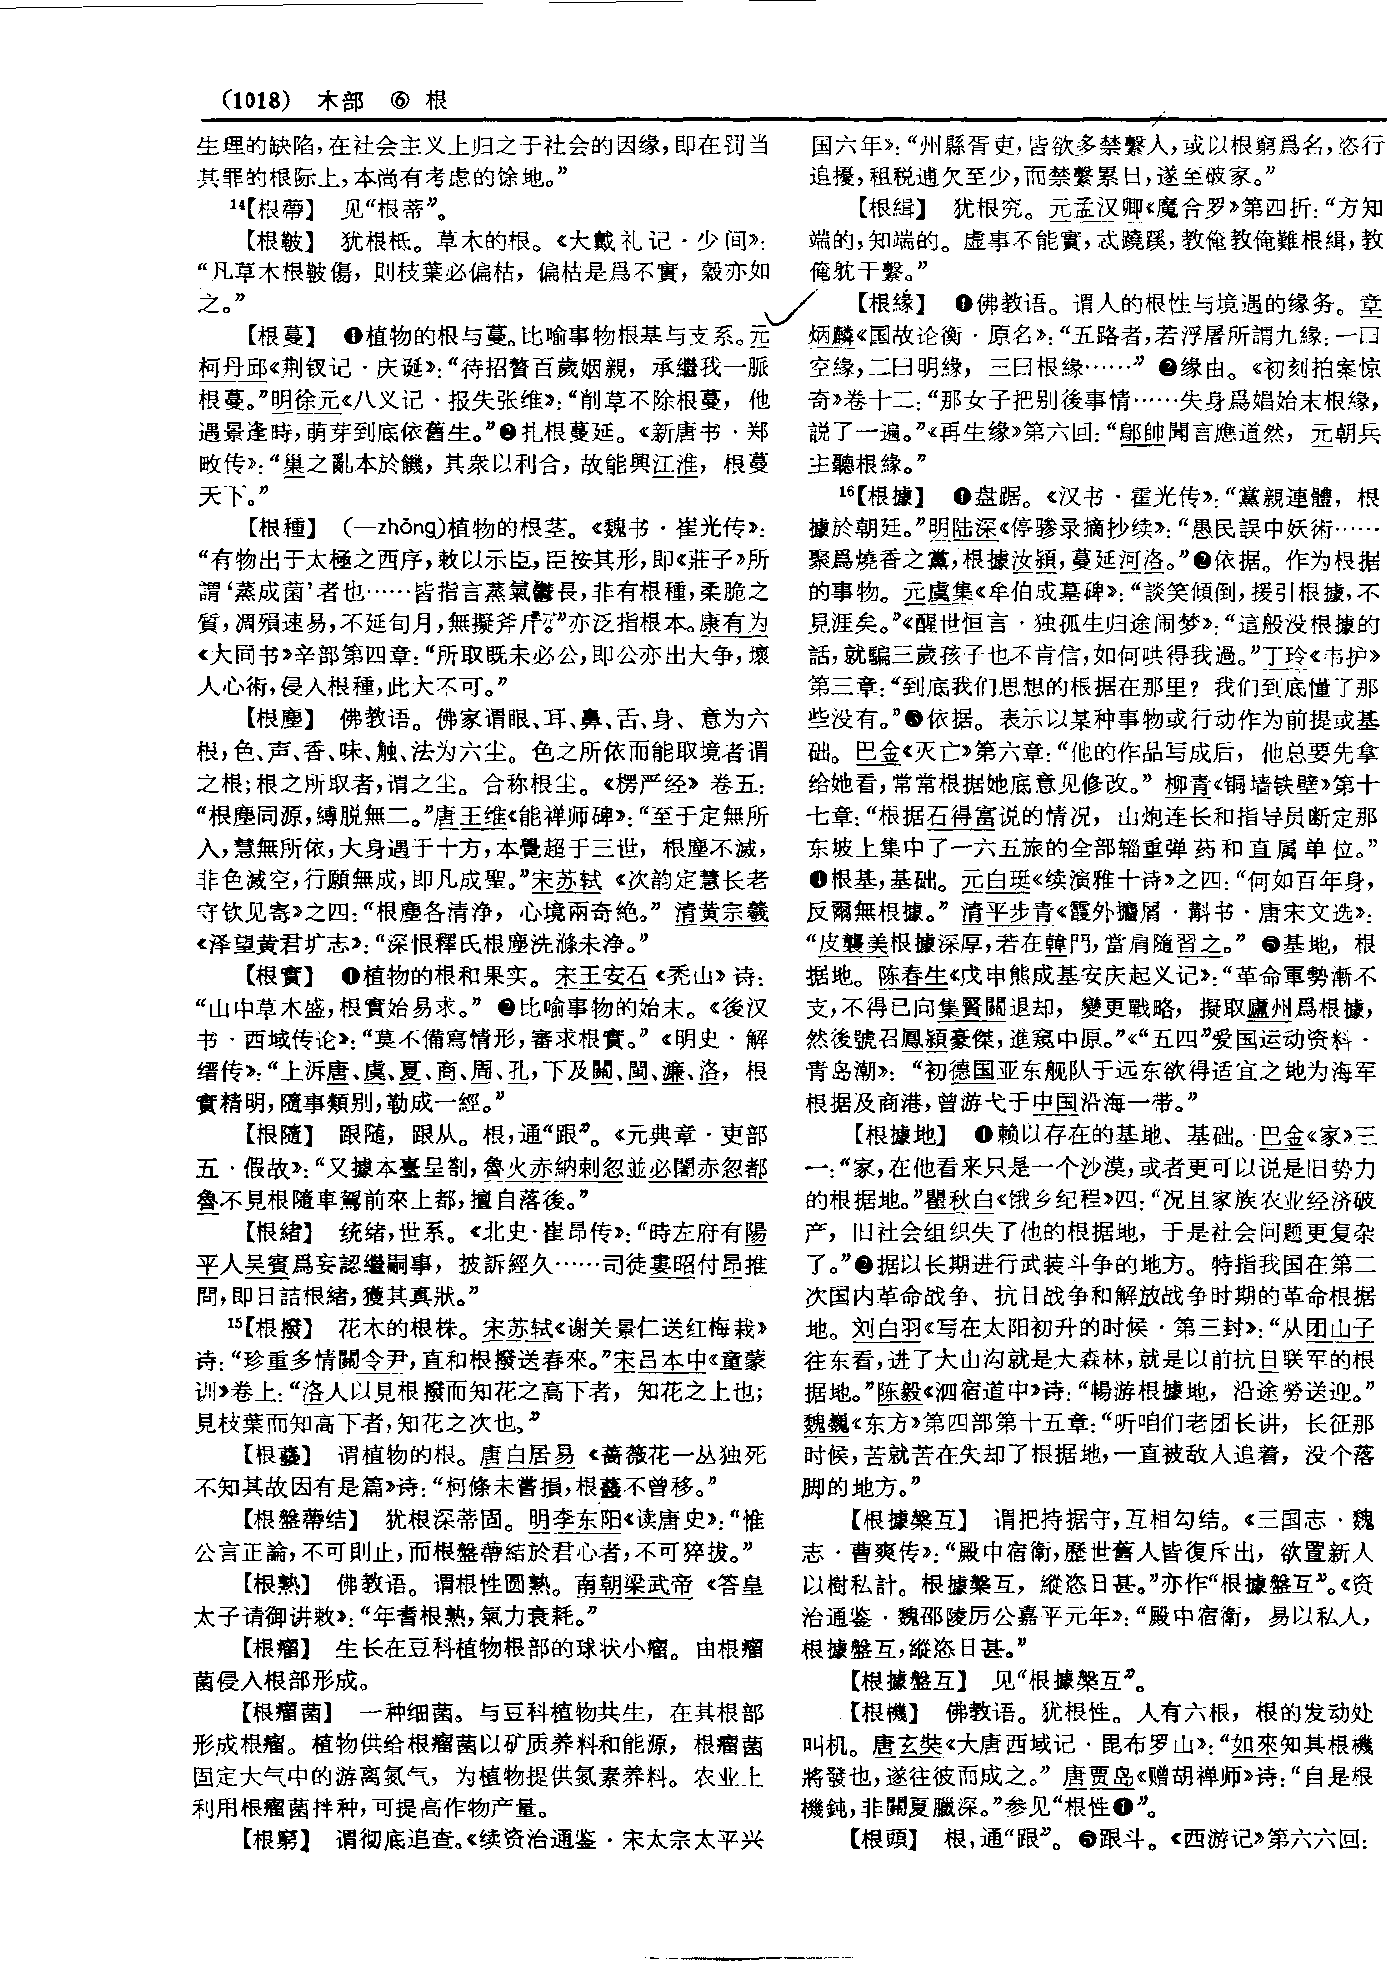 (1018) 木部 ⑥ 根
生理的缺陷，在社会主义上归之于社会的因缘，即在罚当
其罪的根际上，本尚有考虑的馀地。”
14【根蔕】 见“根蒂”。
【根皸】 犹根柢。草木的根。《大戴礼记·少间》：
“凡草木根皸傷，則枝葉必偏枯，偏枯是爲不實，穀亦如
之。”
【根蔓】 ❶植物的根与蔓。比喻事物根基与支系。元
柯丹邱《荆钗记·庆诞》：“待招贅百歲姻親，承繼我一脈
根蔓。”明徐元《八义记·报失张维》：“削草不除根蔓，他
遇景逢時，萌芽到底依舊生。”❷扎根蔓延。《新唐书·郑
畋传》：“巢之亂本於饑，其衆以利合，故能興江淮，根蔓
天下。”
【根種】 (—zhǒng)植物的根茎。《魏书·崔光传》：
“有物出于太極之西序，敕以示臣，臣按其形，即《莊子》所
謂‘蒸成菌’者也……皆指言蒸氣鬱長，非有根種，柔脆之
質，凋殞速易，不延旬月，無擬斧斤。”亦泛指根本。康有为
《大同书》辛部第四章：“所取既未必公，即公亦出大争，壞
人心術，侵入根種，此大不可。”
【根塵】 佛教语。佛家谓眼、耳、鼻、舌、身、意为六
根，色、声、香、味、触、法为六尘。色之所依而能取境者谓
之根；根之所取者，谓之尘。合称根尘。《楞严经》卷五：
“根塵同源，縛脱無二。”唐王维《能禅师碑》：“至于定無所
入，慧無所依，大身遇于十方，本覺超于三世，根塵不滅，
非色滅空，行願無成，即凡成聖。”宋苏轼《次韵定慧长老
守钦见寄》之四：“根塵各清浄，心境兩奇絶。”清黄宗羲
《泽望黄君圹志》：“深恨釋氏根塵洗滌未浄。”
【根實】 ❶植物的根和果实。宋王安石《秃山》诗：
“山中草木盛，根實始易求。”❷比喻事物的始末。《後汉
书·西域传论》：“莫不備寫情形，審求根實。”《明史·解
缙传》：“上泝唐、虞、夏、商、周、孔，下及關、閩、濂、洛，根
實精明，隨事類别，勒成一經。”
【根隨】 跟随，跟从。根，通“跟”。《元典章·吏部
五·假故》：“又據本臺呈劄，魯火赤納刺忽並必闍赤忽都
魯不見根隨車駕前來上都，擅自落後。”
【根緒】 统绪，世系。《北史·崔昂传》：“時左府有陽
平人吴賓爲妄認繼嗣事，披訴經久……司徒婁昭付昂推
問，即日詰根緒，獲其真狀。”
15【根撥】 花木的根株。宋苏轼《谢关景仁送红梅栽》
诗：“珍重多情關令尹，直和根撥送春來。”宋吕本中《童蒙
训》卷上：“洛人以見根撥而知花之高下者，知花之上也；
見枝葉而知高下者，知花之次也。”
【根蕋】 谓植物的根。唐白居易《蔷薇花一丛独死
不知其故因有是篇》诗：“柯條未嘗損，根蕋不曾移。”
【根盤蔕结】 犹根深蒂固。明李东阳《读唐史》：“惟
公言正論，不可則止，而根盤蔕結於君心者，不可猝拔。”
【根熟】 佛教语。谓根性圆熟。南朝梁武帝《答皇
太子请御讲敕》：“年耆根熟，氣力衰耗。”
【根瘤】 生长在豆科植物根部的球状小瘤。由根瘤
菌侵入根部形成。
【根瘤菌】 一种细菌。与豆科植物共生，在其根部
形成根瘤。植物供给根瘤菌以矿质养料和能源，根瘤菌
固定大气中的游离氮气，为植物提供氮素养料。农业上
利用根瘤菌拌种，可提高作物产量。
【根窮】 谓彻底追查。《续资治通鉴·宋太宗太平兴
国六年》：“州縣胥吏，皆欲多禁繫人，或以根窮爲名，恣行
追擾，租税逋欠至少，而禁繫累日，遂至破家。”
【根緝】 犹根究。元孟汉卿《魔合罗》第四折：“方知
端的，知端的。虚事不能實，忒蹺蹊，教俺教俺難根緝，教
俺躭干繫。”
【根緣】 ❶佛教语。谓人的根性与境遇的缘务。章
炳麟《国故论衡·原名》：“五路者，若浮屠所謂九緣：一曰
空緣，二曰明緣，三曰根緣……”❷缘由。《初刻拍案惊
奇》卷十二：“那女子把别後事情……失身爲娼始末根緣，
説了一遍。”《再生缘》第六回：“鄔帥聞言應道然，元朝兵
主聽根緣。”
16【根據】 ❶盘踞。《汉书·霍光传》：“黨親連體，根
據於朝廷。”明陆深《停骖录摘抄续》：“愚民誤中妖術……
聚爲燒香之黨，根據汝潁，蔓延河洛。”❷依据。作为根据
的事物。元虞集《牟伯成墓碑》：“談笑傾倒，援引根據，不
見涯矣。”《醒世恒言·独孤生归途闹梦》：“這般没根據的
話，就騙三歲孩子也不肯信，如何哄得我過。”丁玲《韦护》
第三章：“到底我们思想的根据在那里？我们到底懂了那
些没有。”❸依据。表示以某种事物或行动作为前提或基
础。巴金《灭亡》第六章：“他的作品写成后，他总要先拿
给她看，常常根据她底意见修改。”柳青《铜墙铁壁》第十
七章：“根据石得富说的情况，山炮连长和指导员断定那
东坡上集中了一六五旅的全部辎重弹药和直属单位。”
❹根基，基础。元白珽《续演雅十诗》之四：“何如百年身，
反爾無根據。”清平步青《霞外攟屑·斠书·唐宋文选》：
“皮襲美根據深厚，若在韓門，當肩随習之。”❺基地，根
据地。陈春生《戊申熊成基安庆起义记》：“革命軍勢漸不
支，不得已向集賢關退却，變更戰略，擬取廬州爲根據，
然後號召鳳潁豪傑，進窺中原。”《“五四”爱国运动资料·
青岛潮》：“初德国亚东舰队于远东欲得适宜之地为海军
根据及商港，曾游弋于中国沿海一带。”
【根據地】 ❶赖以存在的基地、基础。巴金《家》三
一：“家，在他看来只是一个沙漠，或者更可以说是旧势力
的根据地。”瞿秋白《饿乡纪程》四：“况且家族农业经济破
产，旧社会组织失了他的根据地，于是社会问题更复杂
了。”❷据以长期进行武装斗争的地方。特指我国在第二
次国内革命战争、抗日战争和解放战争时期的革命根据
地。刘白羽《写在太阳初升的时候·第三封》：“从团山子
往东看，进了大山沟就是大森林，就是以前抗日联军的根
据地。”陈毅《泗宿道中》诗：“暢游根據地，沿途勞送迎。”
魏巍《东方》第四部第十五章：“听咱们老团长讲，长征那
时候，苦就苦在失却了根据地，一直被敌人追着，没个落
脚的地方。”
【根據槃互】 谓把持据守，互相勾结。《三国志·魏
志·曹爽传》：“殿中宿衛，歷世舊人皆復斥出，欲置新人
以樹私計。根據槃互，縱恣日甚。”亦作“根據盤互”。《资
治通鉴·魏邵陵厉公嘉平元年》：“殿中宿衛，易以私人，
根據盤互，縱恣日甚。”
【根據盤互】 见“根據槃互”。
【根機】 佛教语。犹根性。人有六根，根的发动处
叫机。唐玄奘《大唐西域记·毘布罗山》：“如來知其根機
將發也，遂往彼而成之。”唐贾岛《赠胡禅师》诗：“自是根
機鈍，非關夏臘深。”参见“根性❶”。
【根頭】 根，通“跟”。❺跟斗。《西游记》第六六回：